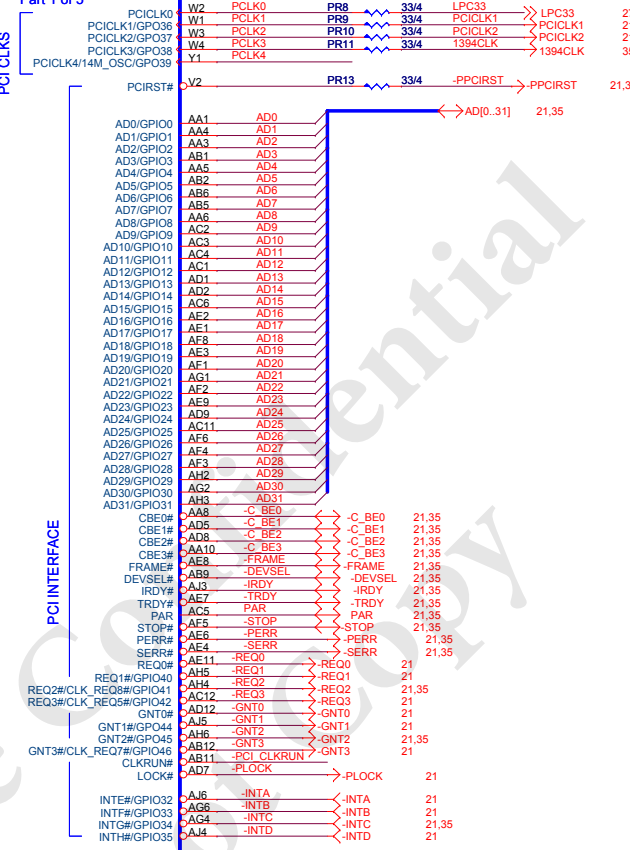 Part 1 of 5
PCI CLKS
PCICLK0 W2 PCLK0 PR8 33/4 LPC33 LPC33
PCICLK1/GPO36 W1 PCLK1 PR9 33/4 PCICLK1 PCICLK1
PCICLK2/GPO37 W3 PCLK2 PR10 33/4 PCICLK2 PCICLK2
PCICLK3/GPO38 W4 PCLK3 PR11 33/4 1394CLK 1394CLK
PCICLK4/14M_OSC/GPO39 Y1 PCLK4
PCIRST# V2 PR13 33/4 -PPCIRST -PPCIRST
AD[0..31] 21,35
AD0/GPIO0 AA1 AD0
AD1/GPIO1 AA4 AD1
AD2/GPIO2 AA3 AD2
AD3/GPIO3 AB1 AD3
AD4/GPIO4 AA5 AD4
AD5/GPIO5 AB2 AD5
AD6/GPIO6 AB6 AD6
AD7/GPIO7 AB5 AD7
AD8/GPIO8 AA6 AD8
AD9/GPIO9 AC2 AD9
AD10/GPIO10 AC3 AD10
AD11/GPIO11 AC4 AD11
AD12/GPIO12 AC1 AD12
AD13/GPIO13 AD1 AD13
AD14/GPIO14 AD2 AD14
AD15/GPIO15 AC6 AD15
AD16/GPIO16 AE2 AD16
AD17/GPIO17 AE1 AD17
AD18/GPIO18 AF8 AD18
AD19/GPIO19 AE3 AD19
AD20/GPIO20 AF1 AD20
AD21/GPIO21 AG1 AD21
AD22/GPIO22 AF2 AD22
AD23/GPIO23 AE9 AD23
AD24/GPIO24 AD9 AD24
AD25/GPIO25 AC11 AD25
AD26/GPIO26 AF6 AD26
AD27/GPIO27 AF4 AD27
AD28/GPIO28 AF3 AD28
AD29/GPIO29 AH2 AD29
AD30/GPIO30 AG2 AD30
AD31/GPIO31 AH3 AD31
PCI INTERFACE
CBE0# AA8 -C_BE0 -C_BE0 21,35
CBE1# AD5 -C_BE1 -C_BE1 21,35
CBE2# AD8 -C_BE2 -C_BE2 21,35
CBE3# AA10 -C_BE3 -C_BE3 21,35
FRAME# AE8 -FRAME -FRAME 21,35
DEVSEL# AB9 -DEVSEL -DEVSEL 21,35
IRDY# AJ3 -IRDY -IRDY 21,35
TRDY# AE7 -TRDY -TRDY 21,35
PAR AC5 PAR PAR 21,35
STOP# AF5 -STOP -STOP 21,35
PERR# AE6 -PERR -PERR 21,35
SERR# AE4 -SERR -SERR 21,35
REQ0# AE11 -REQ0 -REQ0 21
REQ1#/GPIO40 AH5 -REQ1 -REQ1 21
REQ2#/CLK_REQ8#/GPIO41 AH4 -REQ2 -REQ2 21,35
REQ3#/CLK_REQ5#/GPIO42 AC12 -REQ3 -REQ3 21
GNT0# AD12 -GNT0 -GNT0 21
GNT1#/GPO44 AJ5 -GNT1 -GNT1 21
GNT2#/GPO45 AH6 -GNT2 -GNT2 21,35
GNT3#/CLK_REQ7#/GPIO46 AB12 -GNT3 -GNT3 21
CLKRUN# AB11 -PCI_CLKRUN
LOCK# AD7 -PLOCK -PLOCK 21
INTE#/GPIO32 AJ6 -INTA -INTA 21
INTF#/GPIO33 AG6 -INTB -INTB 21
INTG#/GPIO34 AG4 -INTC -INTC 21,35
INTH#/GPIO35 AJ4 -INTD -INTD 21
Confidential
Copy